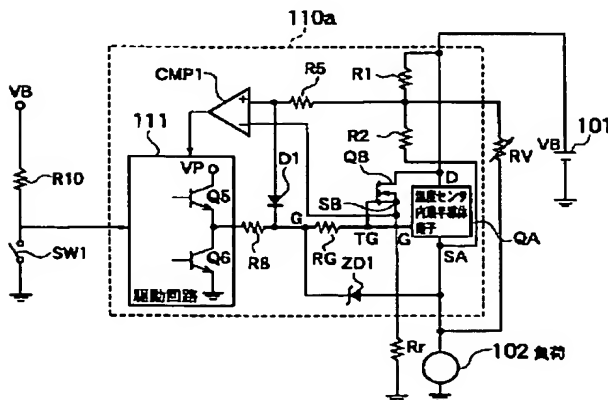 110a
CMP1
R5
R1
VB
101
111
R2
VB
RV
VP
D1
QB
D
R10
Q5
SB
温度センサ
内蔵半導体
素子
G
TG
G
QA
R8
RG
SA
SW1
Q6
ZD1
駆動回路
Rr
102 負荷